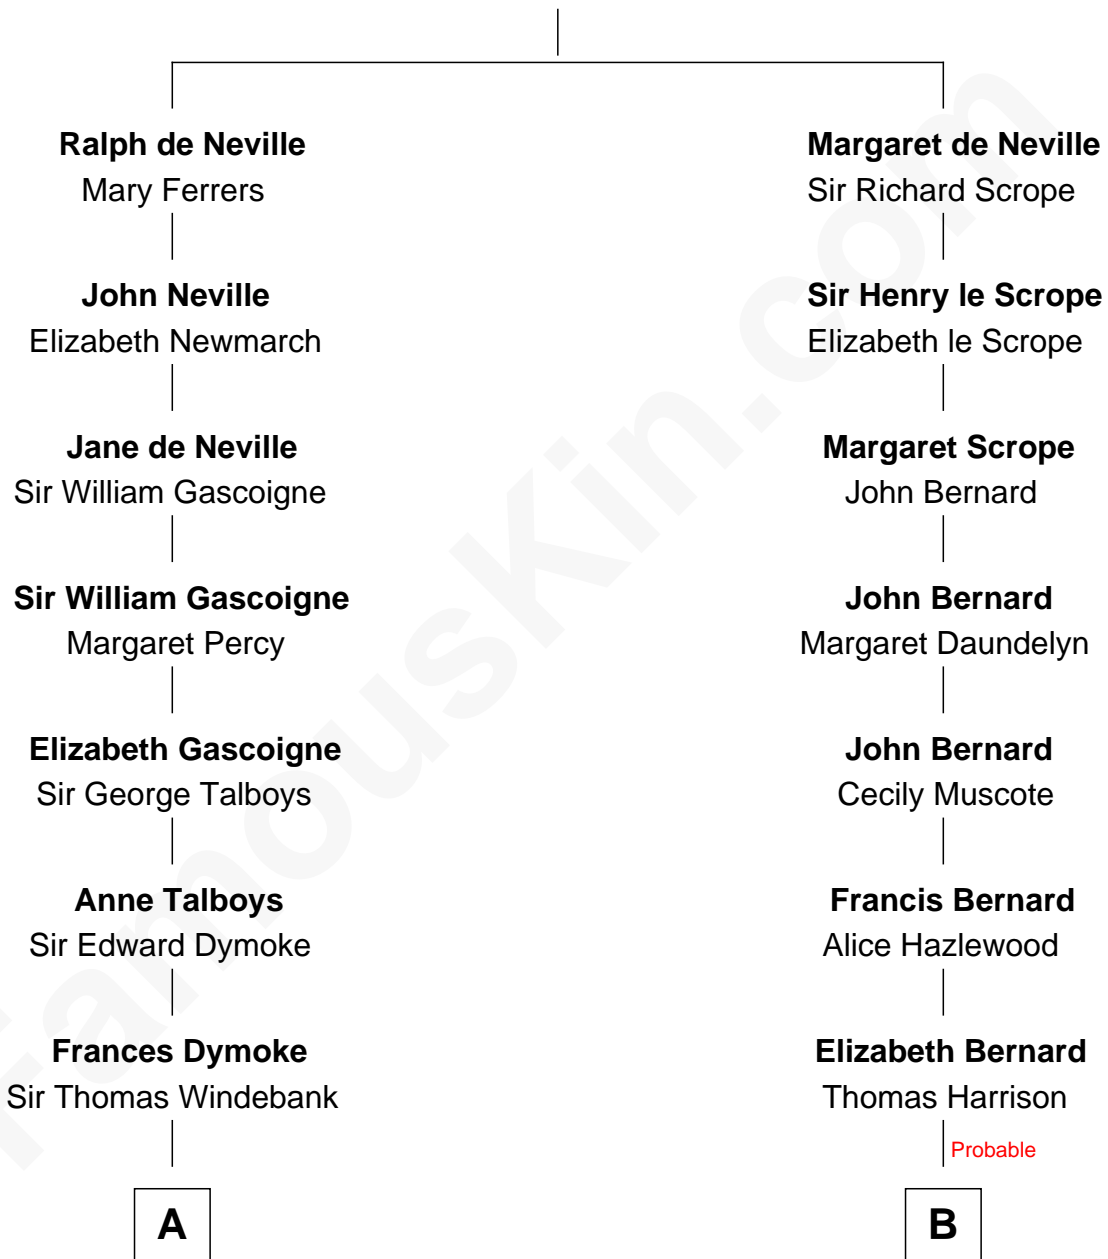 Ralph de Neville
Mary Ferrers
Margaret de Neville
Sir Richard Scrope
John Neville
Elizabeth Newmarch
Sir Henry le Scrope
Elizabeth le Scrope
Jane de Neville
Sir William Gascoigne
Margaret Scrope
John Bernard
Sir William Gascoigne
Margaret Percy
John Bernard
Margaret Daundelyn
Elizabeth Gascoigne
Sir George Talboys
John Bernard
Cecily Muscote
Anne Talboys
Sir Edward Dymoke
Francis Bernard
Alice Hazlewood
Frances Dymoke
Sir Thomas Windebank
Elizabeth Bernard
Thomas Harrison
Probable
A
B
FamousKin.com